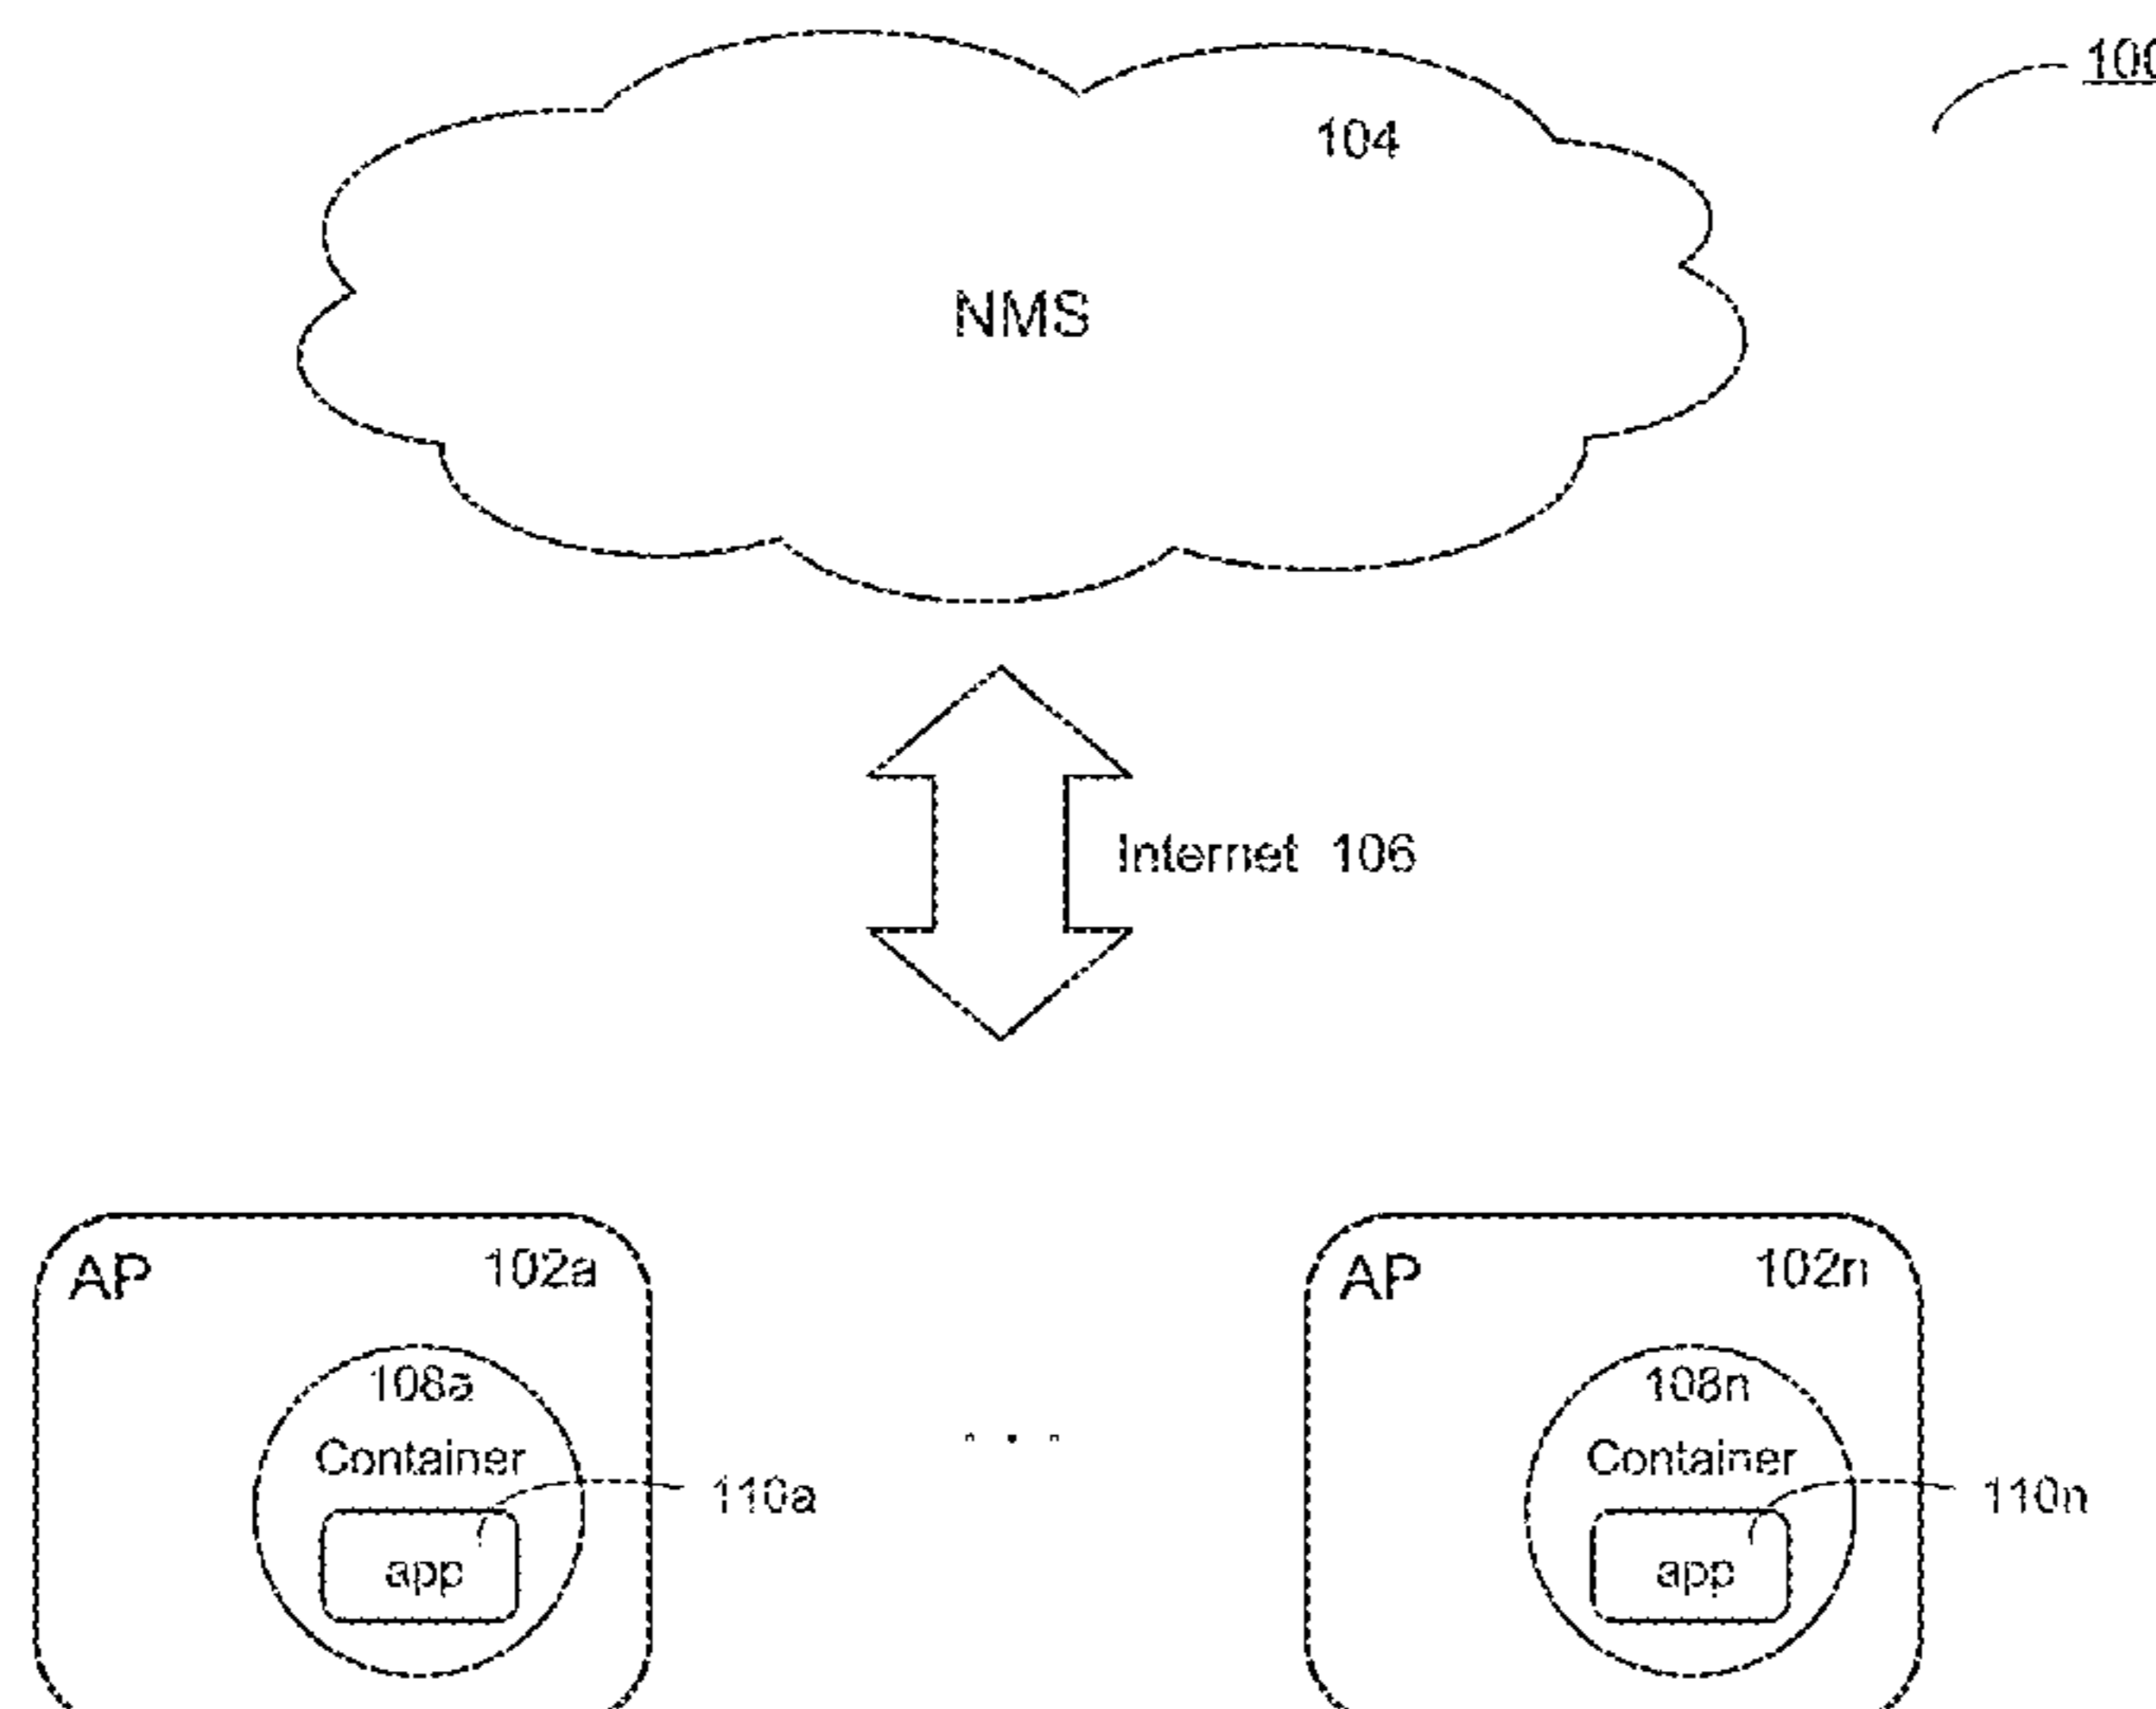 100
104
NMS
Internet 106
AP 102a
AP 102n
108a
108n
Container
Container
110a
110n
app
app